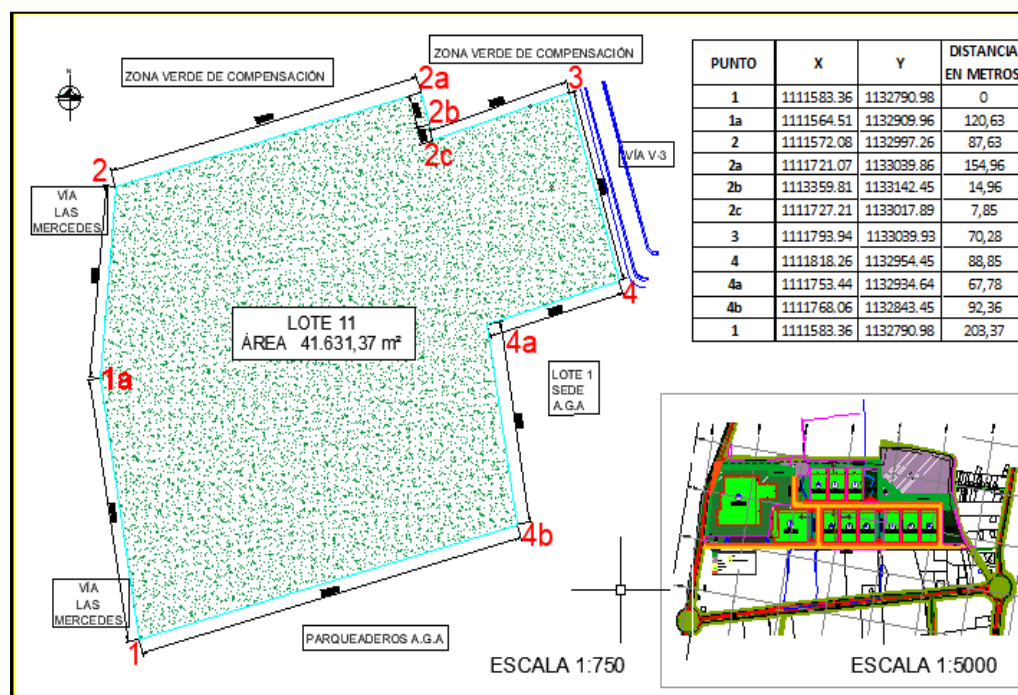 ZONA VERDE DE COMPENSACIÓN
ZONA VERDE DE COMPENSACIÓN
N
2a
3
2b
2c
2
VÍA V-3
VÍA
LAS
MERCEDES
4
LOTE 11
ÁREA 41.631,37 m²
4a
1a
LOTE 1
SEDE
A.G.A
4b
VÍA
LAS
MERCEDES
1
PARQUEADEROS A.G.A
ESCALA 1:750
PUNTO X Y DISTANCIA EN METROS
1 1111583.36 1132790.98 0
1a 1111564.51 1132909.96 120,63
2 1111572.08 1132997.26 87,63
2a 1111721.07 1133039.86 154,96
2b 1113359.81 1133142.45 14,96
2c 1111727.21 1133017.89 7,85
3 1111793.94 1133039.93 70,28
4 1111818.26 1132954.45 88,85
4a 1111753.44 1132934.64 67,78
4b 1111768.06 1132843.45 92,36
1 1111583.36 1132790.98 203,37
ESCALA 1:5000